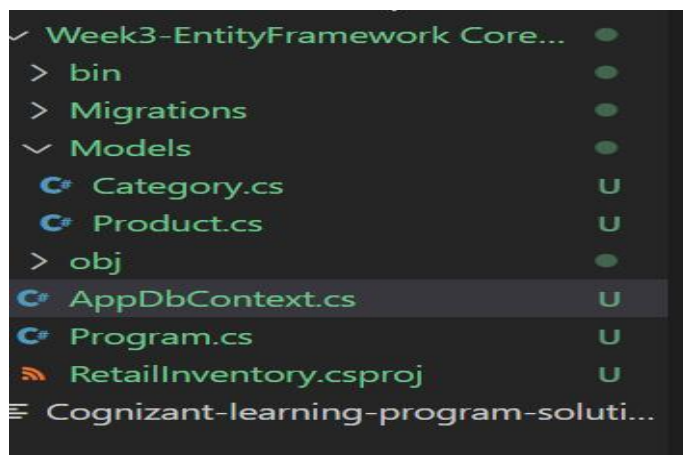 Week3-EntityFramework Core...
bin
Migrations
Models
C# Category.cs U
C# Product.cs U
obj
C# AppDbContext.cs U
C# Program.cs U
RetailInventory.csproj U
Cognizant-learning-program-soluti...